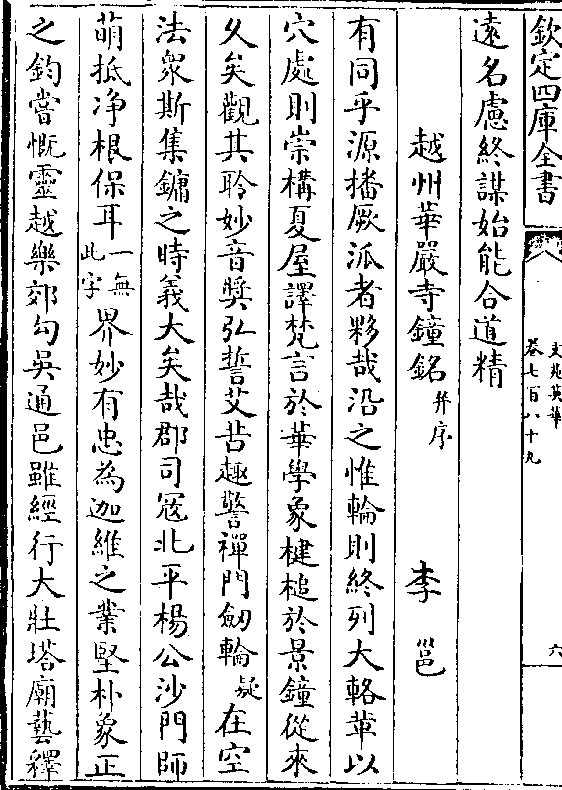 欽定四庫全書
文苑英華
卷七百八十九
六
遠名慮終謀始能合道精
越州華嚴寺鐘銘并序 李邕
有同乎源播厥派者夥哉沿之惟輪則終列大輅革以
穴處則崇構夏屋譯梵言於華學象楗槌於景鐘從來
久矣觀其聆妙音奬弘誓艾苦趣警禪門劒輪疑在空
法衆斯集鏞之時義大矣哉郡司冦北平楊公沙門師
萌抵净根保耳一無此字界妙有忠為迦維之業堅朴象正
之鈞嘗慨靈越樂郊勾吳通邑雖經行大壯塔廟藝釋